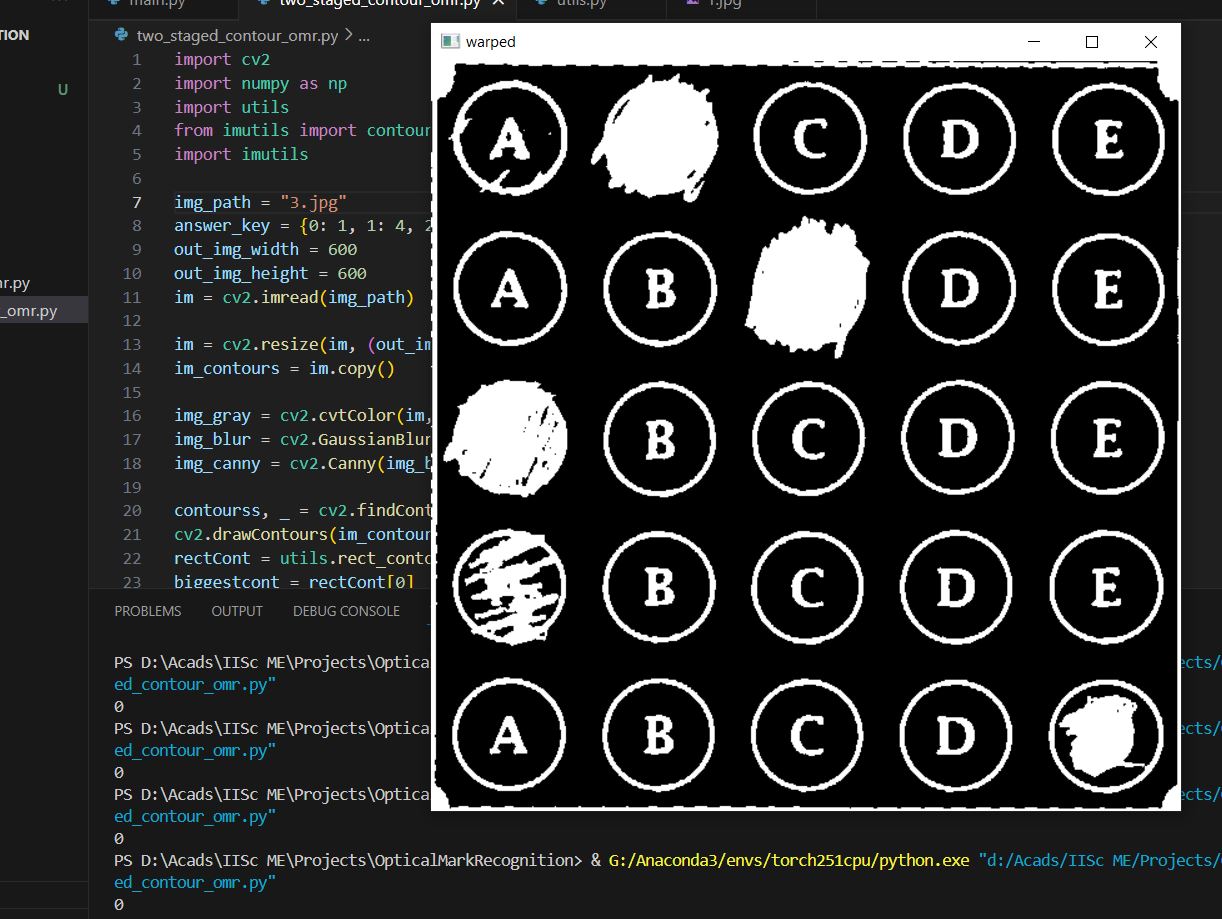 main.py two_staged_contour_omr.py utils.py 1.jpg
TION
two_staged_contour_omr.py > ...
warped
1 import cv2
2 import numpy as np
3 import utils
4 from imutils import contour
5 import imutils
6
7 img_path = "3.jpg"
8 answer_key = {0: 1, 1: 4, 2
9 out_img_width = 600
10 out_img_height = 600
11 im = cv2.imread(img_path)
12
13 im = cv2.resize(im, (out_im
14 im_contours = im.copy()
15
16 img_gray = cv2.cvtColor(im,
17 img_blur = cv2.GaussianBlur
18 img_canny = cv2.Canny(img_b
19
20 contourss, _ = cv2.findCont
21 cv2.drawContours(im_contour
22 rectCont = utils.rect_conto
23 biggestcont = rectCont[0]
U
mr.py
_omr.py
A C D E
A B D E
B C D E
B C D E
A B C D
PROBLEMS OUTPUT DEBUG CONSOLE
PS D:\Acads\IISc ME\Projects\Optica ects/
ed_contour_omr.py"
0
PS D:\Acads\IISc ME\Projects\Optica ects/
ed_contour_omr.py"
0
PS D:\Acads\IISc ME\Projects\Optica ects/
ed_contour_omr.py"
0
PS D:\Acads\IISc ME\Projects\OpticalMarkRecognition> & G:/Anaconda3/envs/torch251cpu/python.exe "d:/Acads/IISc ME/Projects/
ed_contour_omr.py"
0